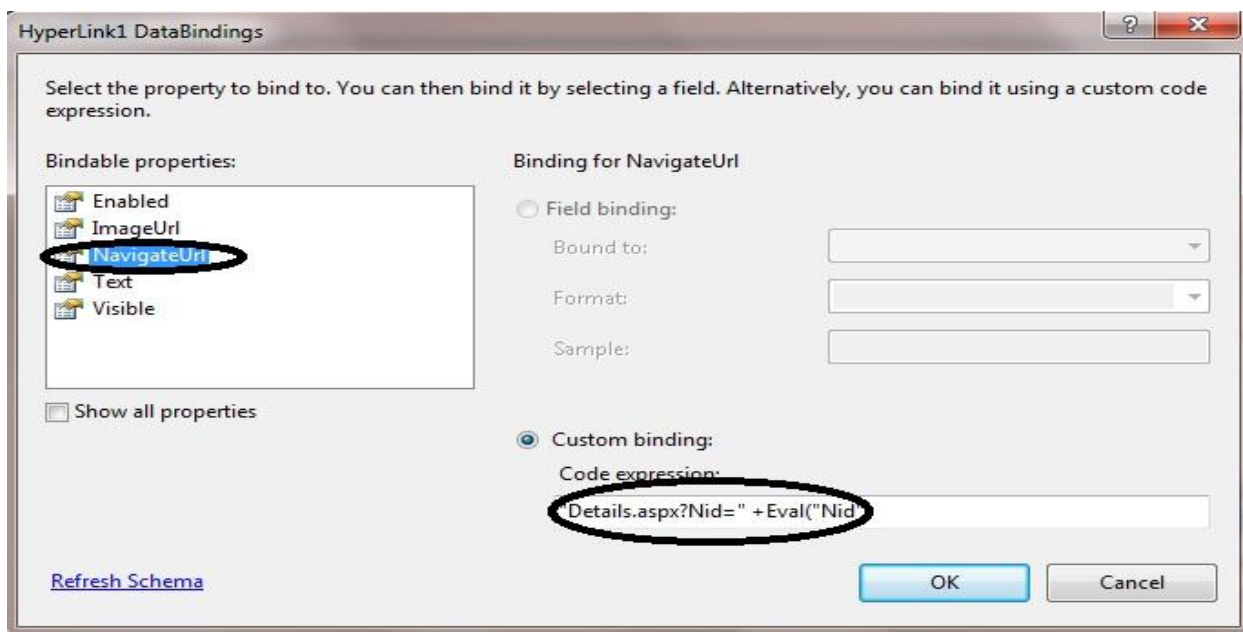 HyperLink1 DataBindings
Select the property to bind to. You can then bind it by selecting a field. Alternatively, you can bind it using a custom code
expression.
Bindable properties:
Enabled
ImageUrl
NavigateUrl
Text
Visible
Show all properties
Binding for NavigateUrl
Field binding:
Bound to:
Format:
Sample:
Custom binding:
Code expression:
"Details.aspx?Nid=" +Eval("Nid"
Refresh Schema
OK
Cancel